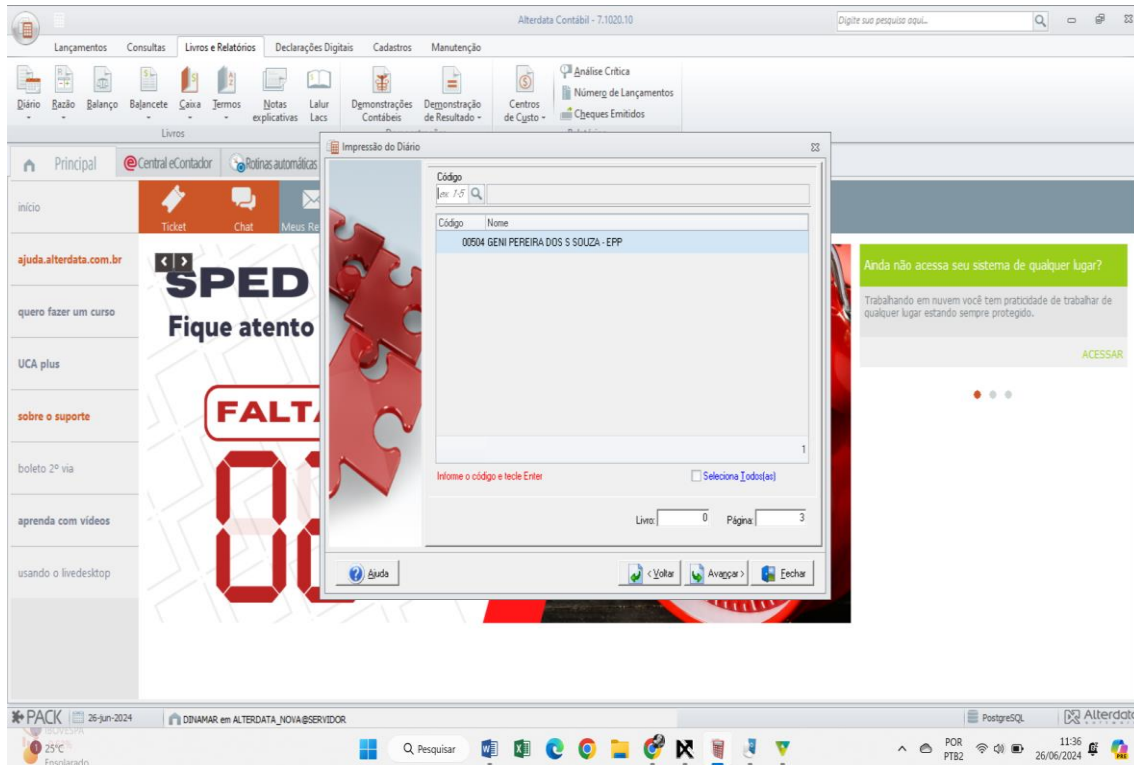 Alterdata Contábil - 7.1020.10
Digite sua pesquisa aqui...
Lançamentos Consultas Livros e Relatórios Declarações Digitais Cadastros Manutenção
Diário Razão Balanço Balancete Caixa Termos Notas explicativas Lalur Lacs Demonstrações Contábeis Demonstração de Resultado Centros de Custo
Análise Crítica
Número de Lançamentos
Cheques Emitidos
Livros
Principal
Central eContador
Rotinas automáticas
início
Ticket Chat
ajuda.alterdata.com.br
quero fazer um curso
UCA plus
sobre o suporte
boleto 2º via
aprenda com vídeos
usando o livedesktop
SPED
Fique atento
Impressão do Diário
Código
ex: 1-5
Código Nome
00504 GENI PEREIRA DOS S SOUZA - EPP
1
Informe o código e tecle Enter
Seleciona Todos(as)
Livro: 0 Página: 3
Ajuda
< Voltar
Avançar >
Fechar
Ainda não acessa seu sistema de qualquer lugar?
Trabalhando em nuvem você tem praticidade de trabalhar de
qualquer lugar estando sempre protegido.
ACESSAR
PACK 26-jun-2024 DINAMAR em ALTERDATA_NOVA@SERVIDOR PostgreSQL
25°C
Ensolarado
Pesquisar
POR
PTB2
11:36
26/06/2024